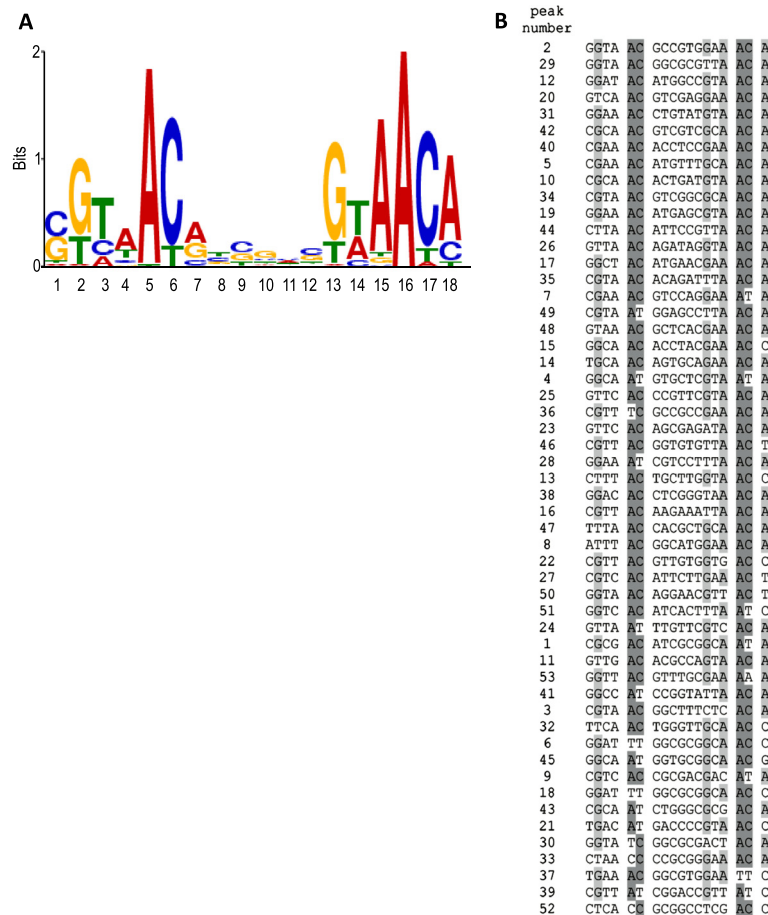 A
Bits
2
1
0
1 2 3 4 5 6 7 8 9 10 11 12 13 14 15 16 17 18
B
peak
number
2 GGTA AC GCCGTGGAA AC A
29 GGTA AC GGCGCGTTA AC A
12 GGAT AC ATGGCCGTA AC A
20 GTCA AC GTCGAGGAA AC A
31 GGAA AC CTGTATGTA AC A
42 CGCA AC GTCGTCGCA AC A
40 CGAA AC ACCTCCGAA AC A
5 CGAA AC ATGTTTGCA AC A
10 CGCA AC ACTGATGTA AC A
34 CGTA AC GTCGGCGCA AC A
19 GGAA AC ATGAGCGTA AC A
44 CTTA AC ATTCCGTTA AC A
26 GTTA AC AGATAGGTA AC A
17 GGCT AC ATGAACGAA AC A
35 CGTA AC ACAGATTTA AC A
7 CGAA AC GTCCAGGAA AT A
49 CGTA AT GGAGCCTTA AC A
48 GTAA AC GCTCACGAA AC A
15 GGCA AC ACCTACGAA AC C
14 TGCA AC AGTGCAGAA AC A
4 GGCA AT GTGCTCGTA AT A
25 GTTC AC CCGTTCGTA AC A
36 CGTT TC GCCGCCGAA AC A
23 GTTC AC AGCGAGATA AC A
46 CGTT AC GGTGTGTTA AC T
28 GGAA AT CGTCCTTTA AC A
13 CTTT AC TGCTTGGTA AC C
38 GGAC AC CTCGGGTAA AC A
16 CGTT AC AAGAAATTA AC A
47 TTTA AC CACGCTGCA AC A
8 ATTT AC GGCATGGAA AC A
22 CGTT AC GTTGTGGTG AC C
27 CGTC AC ATTCTTGAA AC T
50 GGTA AC AGGAACGTT AC T
51 GGTC AC ATCACTTTA AT C
24 GTTA AT TTGTTCGTC AC A
1 CGCG AC ATCGCGGCA AT A
11 GTTG AC ACGCCAGTA AC A
53 GGTT AC GTTTGCGAA AA A
41 GGCC AT CCGGTATTA AC A
3 CGTA AC GGCTTTCTC AC A
32 TTCA AC TGGGTTGCA AC C
6 GGAT TT GGCGCGGCA AC C
45 GGCA AT GGTGCGGCA AC G
9 CGTC AC CGCGACGAC AT A
18 GGAT TT GGCGCGGCA AC C
43 CGCA AT CTGGGCGCG AC A
21 TGAC AT GACCCCGTA AC C
30 GGTA TC GGCGCGACT AC A
33 CTAA CC CCGCGGGAA AC A
37 TGAA AC GGCGTGGAA TT C
39 CGTT AT CGGACCGTT AT C
52 CTCA CC GCGGCCTCG AC C